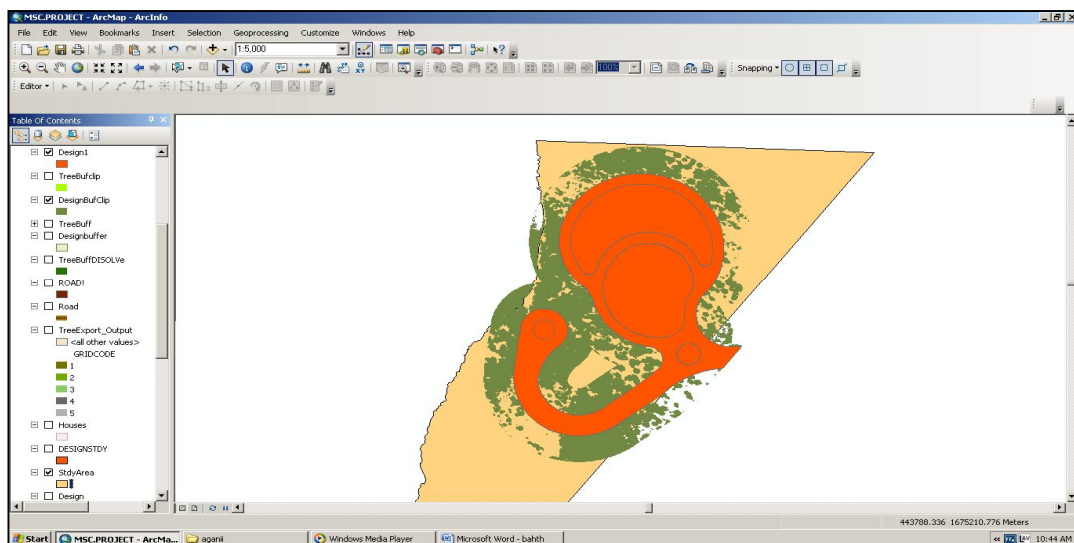 MSC.PROJECT - ArcMap - ArcInfo
File Edit View Bookmarks Insert Selection Geoprocessing Customize Windows Help
1:5,000
100% Snapping
Editor
Table Of Contents
Design1
TreeBufclip
DesignBufClip
TreeBuff
Designbuffer
TreeBuffDISOLVe
ROAD!
Road
TreeExport_Output
<all other values>
GRIDCODE
1
2
3
4
5
Houses
DESIGNSTDY
StdyArea
Design
443788.336 1675210.776 Meters
Start MSC.PROJECT - ArcMa... aganii Windows Media Player Microsoft Word - bahth 10:44 AM